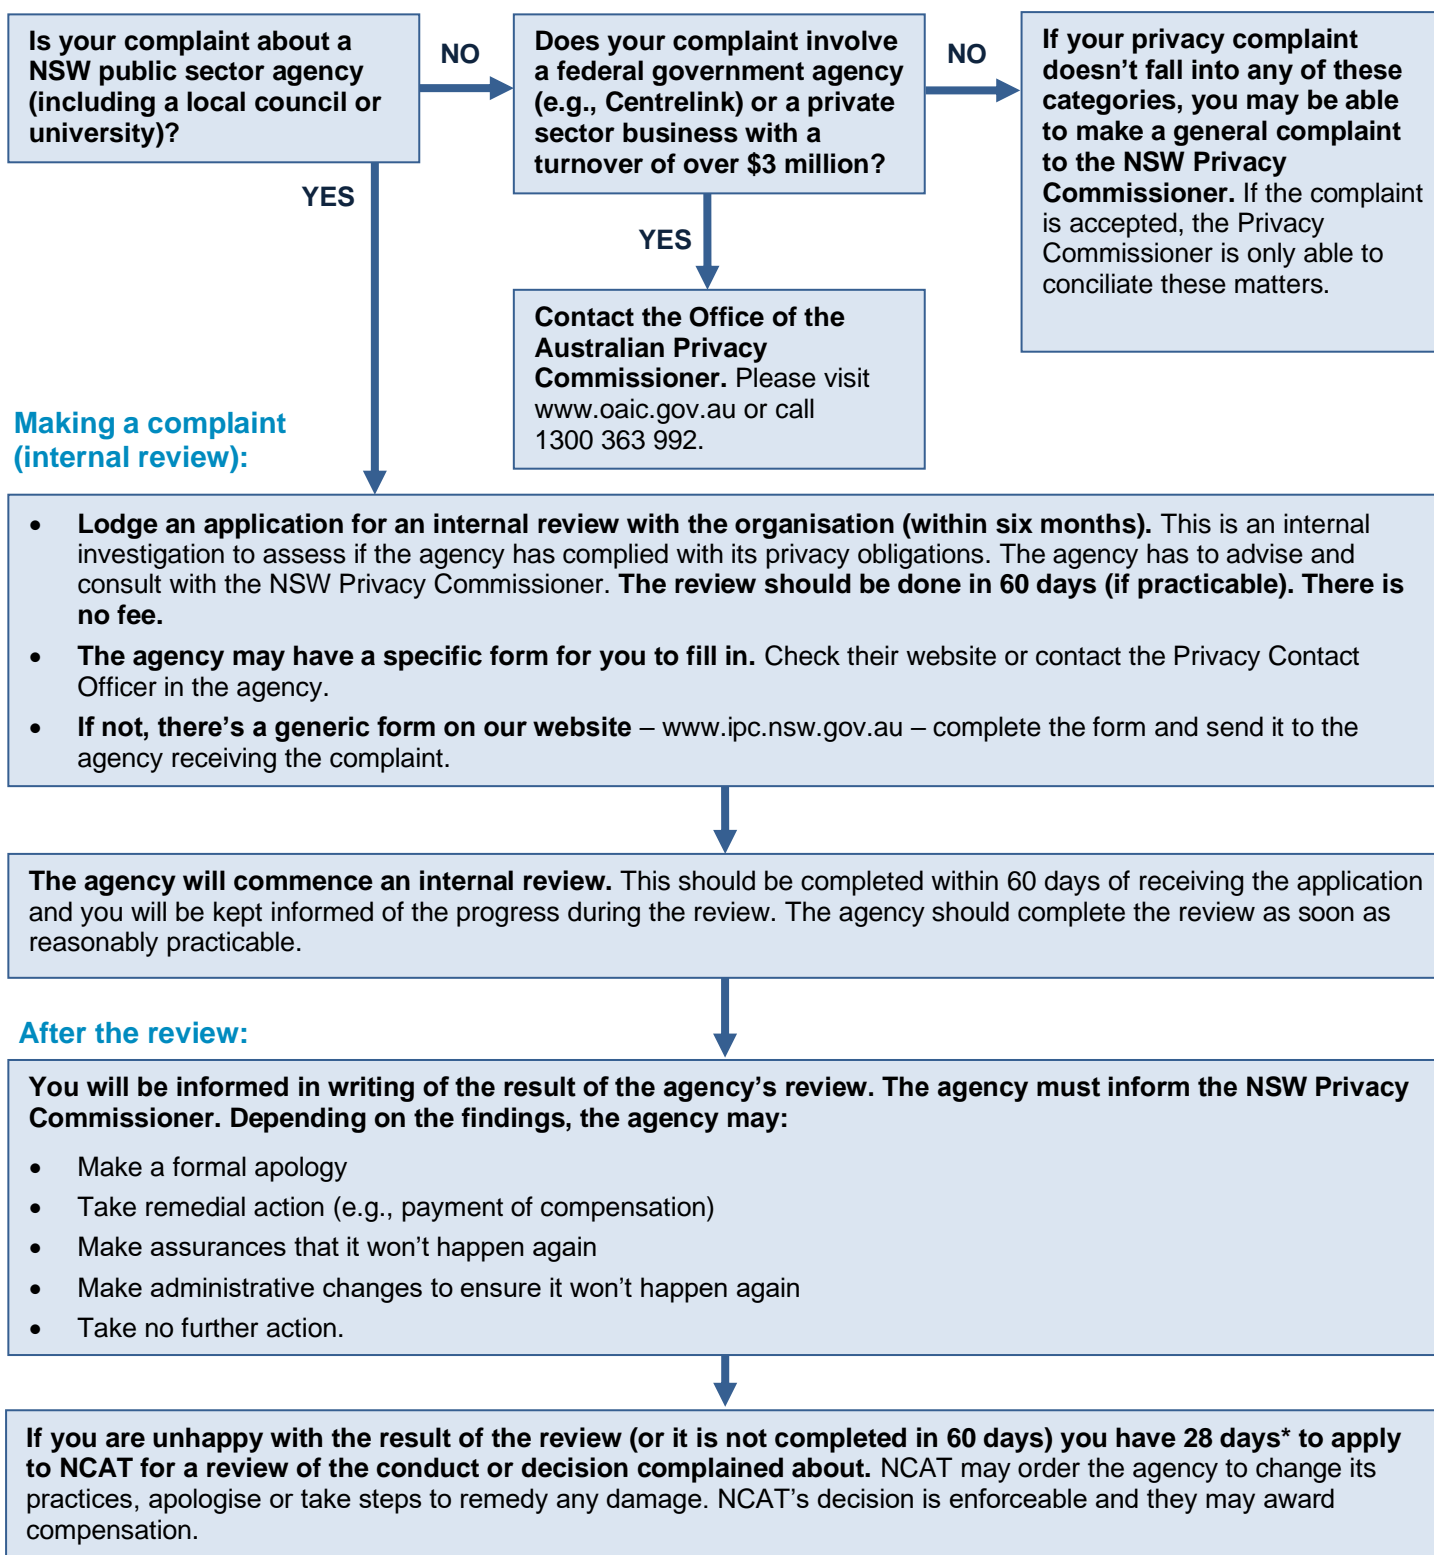 Is your complaint about a
NSW public sector agency
(including a local council or
university)?
NO
Does your complaint involve
a federal government agency
(e.g., Centrelink) or a private
sector business with a
turnover of over $3 million?
NO
If your privacy complaint
doesn’t fall into any of these
categories, you may be able
to make a general complaint
to the NSW Privacy
Commissioner. If the complaint
is accepted, the Privacy
Commissioner is only able to
conciliate these matters.
YES
YES
Contact the Office of the
Australian Privacy
Commissioner. Please visit
www.oaic.gov.au or call
1300 363 992.
Making a complaint
(internal review):
• Lodge an application for an internal review with the organisation (within six months). This is an internal
investigation to assess if the agency has complied with its privacy obligations. The agency has to advise and
consult with the NSW Privacy Commissioner. The review should be done in 60 days (if practicable). There is
no fee.
• The agency may have a specific form for you to fill in. Check their website or contact the Privacy Contact
Officer in the agency.
• If not, there’s a generic form on our website – www.ipc.nsw.gov.au – complete the form and send it to the
agency receiving the complaint.
The agency will commence an internal review. This should be completed within 60 days of receiving the application
and you will be kept informed of the progress during the review. The agency should complete the review as soon as
reasonably practicable.
After the review:
You will be informed in writing of the result of the agency’s review. The agency must inform the NSW Privacy
Commissioner. Depending on the findings, the agency may:
• Make a formal apology
• Take remedial action (e.g., payment of compensation)
• Make assurances that it won’t happen again
• Make administrative changes to ensure it won’t happen again
• Take no further action.
If you are unhappy with the result of the review (or it is not completed in 60 days) you have 28 days* to apply
to NCAT for a review of the conduct or decision complained about. NCAT may order the agency to change its
practices, apologise or take steps to remedy any damage. NCAT’s decision is enforceable and they may award
compensation.